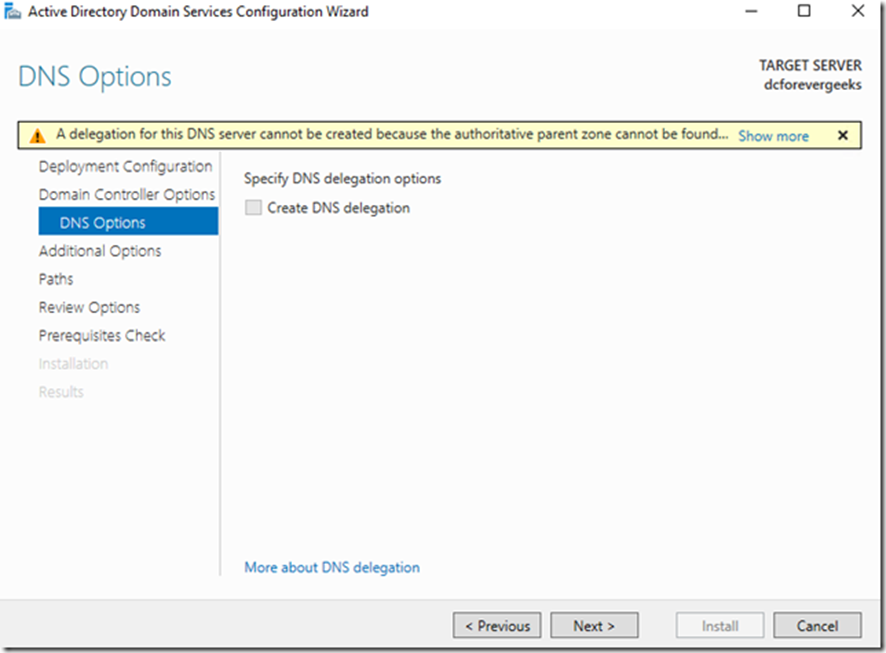 Active Directory Domain Services Configuration Wizard
DNS Options
TARGET SERVER
dcforevergeeks
A delegation for this DNS server cannot be created because the authoritative parent zone cannot be found... Show more
Deployment Configuration
Domain Controller Options
DNS Options
Additional Options
Paths
Review Options
Prerequisites Check
Installation
Results
Specify DNS delegation options
Create DNS delegation
More about DNS delegation
< Previous
Next >
Install
Cancel